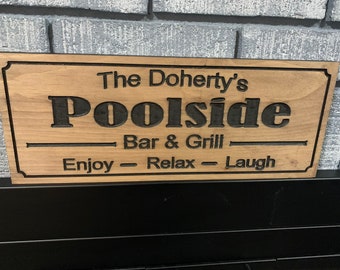 The Doherty's
Poolside
Bar & Grill
Enjoy — Relax — Laugh